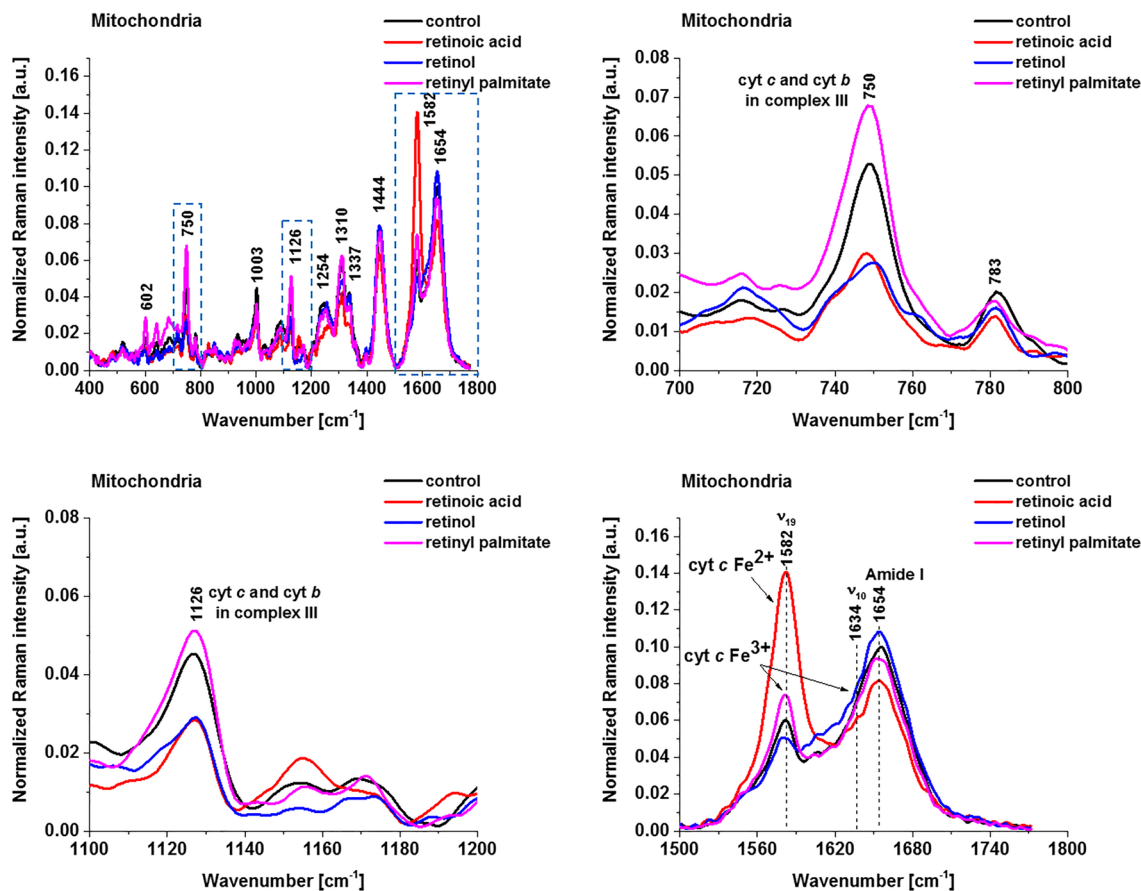 Mitochondria
control
retinoic acid
retinol
retinyl palmitate
Normalized Raman intensity [a.u.]
0.16
0.14
0.12
0.10
0.08
0.06
0.04
0.02
0.00
602
750
1003
1126
1254
1310
1337
1444
1582
1654
400 600 800 1000 1200 1400 1600 1800
Wavenumber [cm⁻¹]
Mitochondria
control
retinoic acid
retinol
retinyl palmitate
Normalized Raman intensity [a.u.]
0.08
0.07
0.06
0.05
0.04
0.03
0.02
0.01
0.00
cyt c and cyt b
in complex III
750
783
700 720 740 760 780 800
Wavenumber [cm⁻¹]
Mitochondria
control
retinoic acid
retinol
retinyl palmitate
Normalized Raman intensity [a.u.]
0.08
0.06
0.04
0.02
0.00
1126
cyt c and cyt b
in complex III
1100 1120 1140 1160 1180 1200
Wavenumber [cm⁻¹]
Mitochondria
control
retinoic acid
retinol
retinyl palmitate
Normalized Raman intensity [a.u.]
0.16
0.14
0.12
0.10
0.08
0.06
0.04
0.02
0.00
ν₁₉
1582
cyt c Fe²⁺
cyt c Fe³⁺
ν₁₀
1634
Amide I
1654
1500 1560 1620 1680 1740 1800
Wavenumber [cm⁻¹]